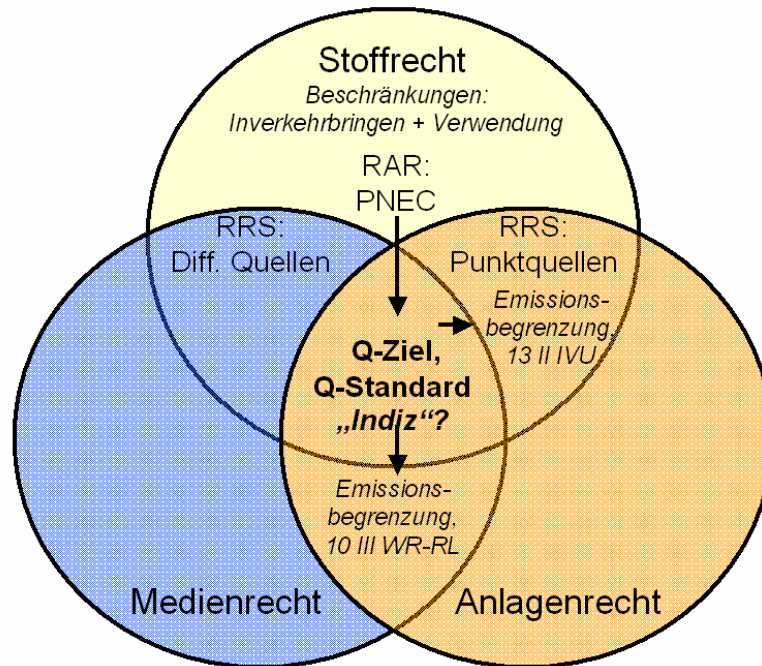 Stoffrecht
Beschränkungen:
Inverkehrbringen + Verwendung
RAR:
PNEC
RRS:
Diff. Quellen
RRS:
Punktquellen
Emissions-
begrenzung,
13 II IVU
Q-Ziel,
Q-Standard
„Indiz“?
Emissions-
begrenzung,
10 III WR-RL
Medienrecht
Anlagenrecht